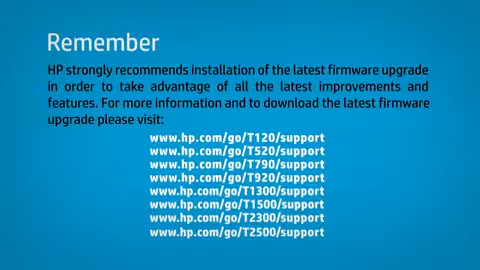 Remember
HP strongly recommends installation of the latest firmware upgrade
in order to take advantage of all the latest improvements and
features. For more information and to download the latest firmware
upgrade please visit:
www.hp.com/go/T120/support
www.hp.com/go/T520/support
www.hp.com/go/T790/support
www.hp.com/go/T920/support
www.hp.com/go/T1300/support
www.hp.com/go/T1500/support
www.hp.com/go/T2300/support
www.hp.com/go/T2500/support